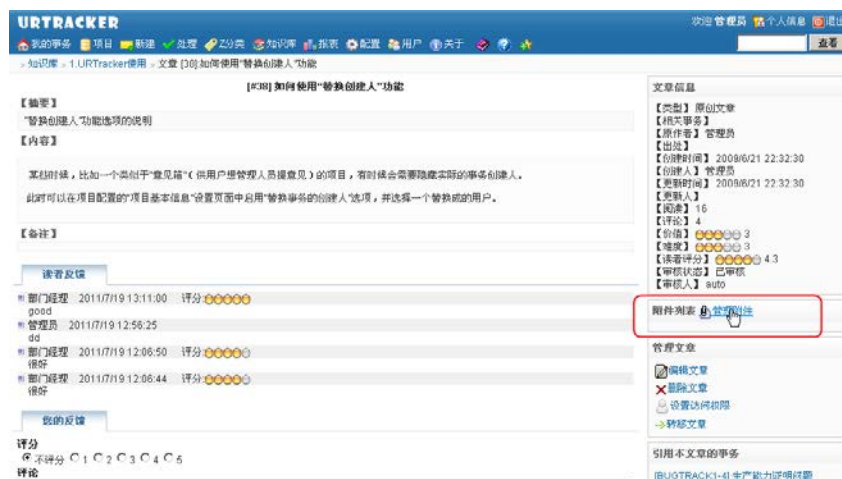 URTRACKER
欢迎 管理员 个人信息 退出
我的事务 项目 新建 处理 Z分类 知识库 报表 配置 用户 关于
查看
» 知识库 » 1.URTracker使用 » 文章 [38] 如何使用"替换创建人"功能
[#38] 如何使用“替换创建人”功能
【摘要】
"替换创建人"功能选项的说明
【内容】
某些时候，比如一个类似于"意见箱"( 供用户想管理人员提意见 ) 的项目，有时候会需要隐藏实际的事务创建人。
此时可以在项目配置的"项目基本信息"设置页面中启用"替换事务的创建人"选项，并选择一个替换成的用户。
【备注】
读者反馈
部门经理 2011/7/19 13:11:00 评分:
good
管理员 2011/7/19 12:56:25
dd
部门经理 2011/7/19 12:06:50 评分:
很好
部门经理 2011/7/19 12:06:44 评分:
很好
您的反馈
评分
不评分 1 2 3 4 5
评论
文章信息
【类型】 原创文章
【相关事务】
【原作者】 管理员
【出处】
【创建时间】 2009/6/21 22:32:30
【创建人】 管理员
【更新时间】 2009/6/21 22:32:30
【更新人】
【阅读】 16
【评论】 4
【价值】 3
【难度】 3
【读者评分】 4.3
【审核状态】 已审核
【审核人】 auto
附件列表 管理附件
管理文章
编辑文章
删除文章
设置访问权限
转移文章
引用本文章的事务
[BUGTRACK1-4] 生产能力证明问题